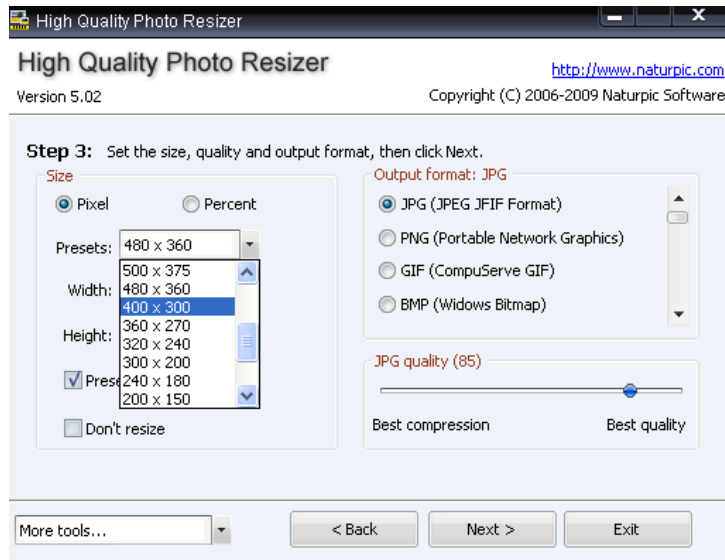 High Quality Photo Resizer
High Quality Photo Resizer
http://www.naturpic.com
Version 5.02
Copyright (C) 2006-2009 Naturpic Software
Step 3: Set the size, quality and output format, then click Next.
Size
Pixel
Percent
Presets:
480 x 360
500 x 375
480 x 360
400 x 300
360 x 270
320 x 240
300 x 200
240 x 180
200 x 150
Width:
Height:
Prese
Don't resize
Output format: JPG
JPG (JPEG JFIF Format)
PNG (Portable Network Graphics)
GIF (CompuServe GIF)
BMP (Widows Bitmap)
JPG quality (85)
Best compression
Best quality
More tools...
< Back
Next >
Exit